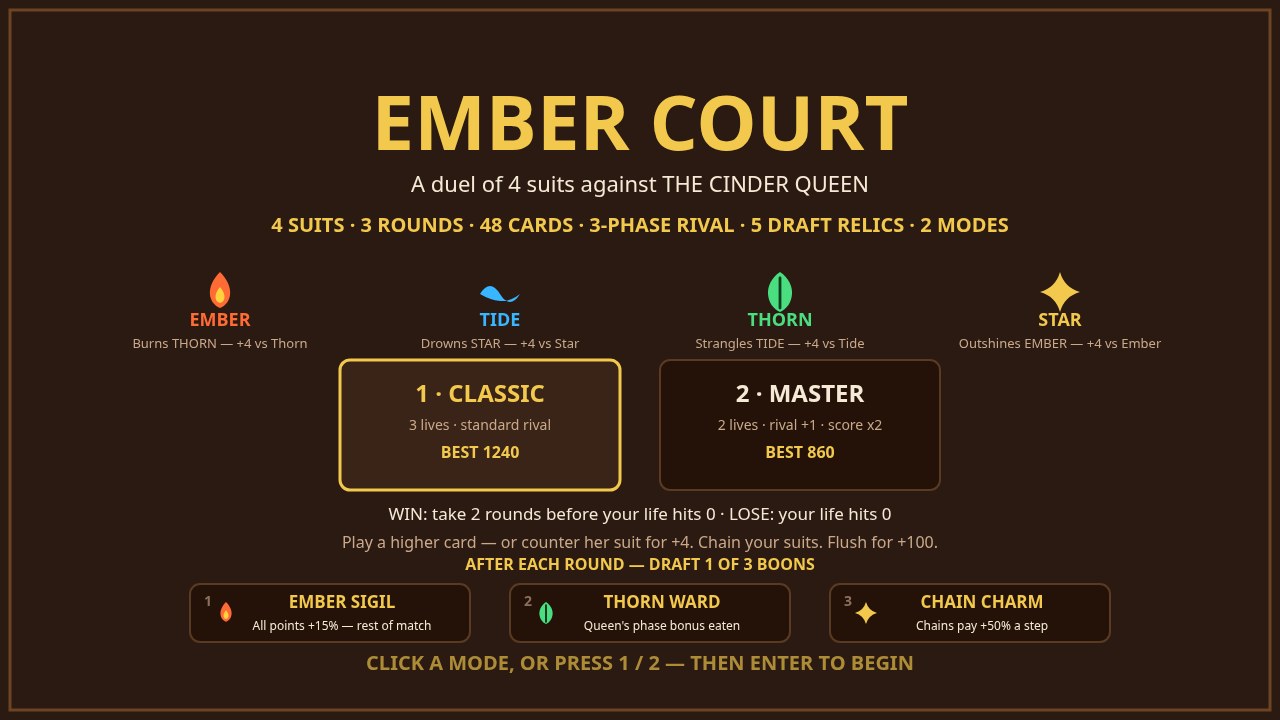 EMBER COURT
A duel of 4 suits against THE CINDER QUEEN
4 SUITS · 3 ROUNDS · 48 CARDS · 3-PHASE RIVAL · 5 DRAFT RELICS · 2 MODES
EMBER
Burns THORN — +4 vs Thorn
TIDE
Drowns STAR — +4 vs Star
THORN
Strangles TIDE — +4 vs Tide
STAR
Outshines EMBER — +4 vs Ember
1 · CLASSIC
3 lives · standard rival
BEST 1240
2 · MASTER
2 lives · rival +1 · score x2
BEST 860
WIN: take 2 rounds before your life hits 0 · LOSE: your life hits 0
Play a higher card — or counter her suit for +4. Chain your suits. Flush for +100.
AFTER EACH ROUND — DRAFT 1 OF 3 BOONS
1 EMBER SIGIL
All points +15% — rest of match
2 THORN WARD
Queen's phase bonus eaten
3 CHAIN CHARM
Chains pay +50% a step
CLICK A MODE, OR PRESS 1 / 2 — THEN ENTER TO BEGIN